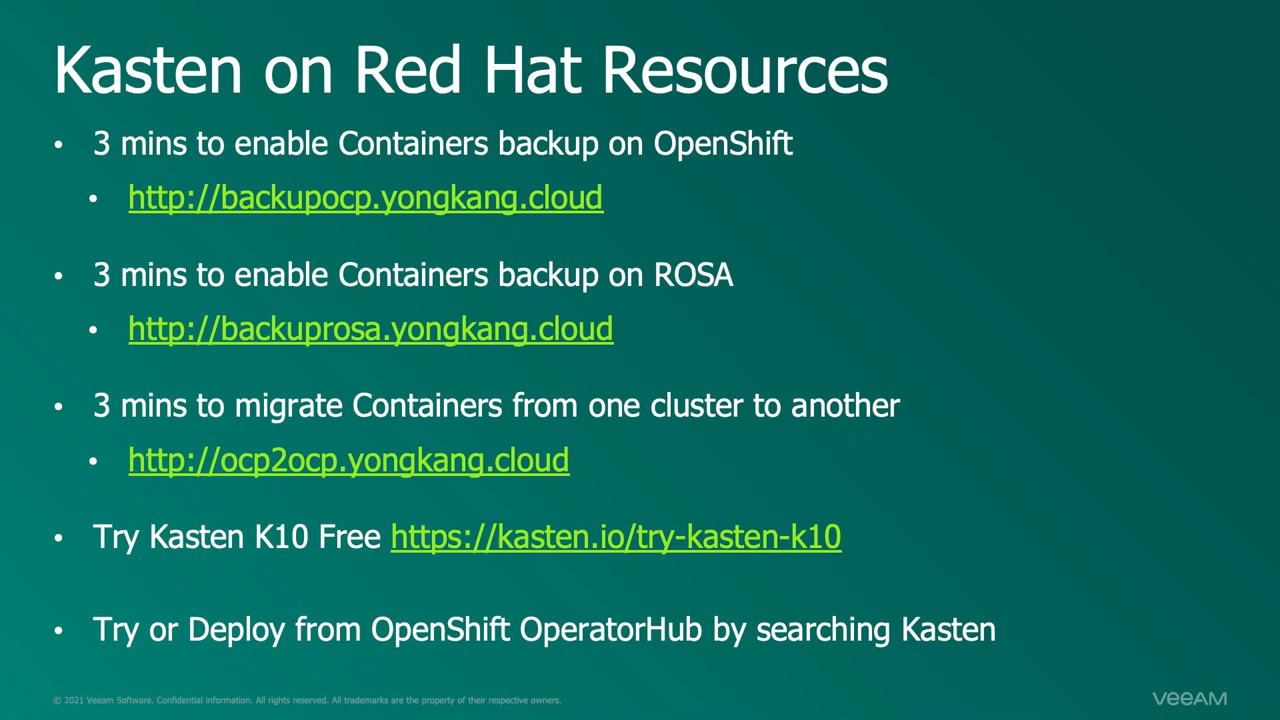 Kasten on Red Hat Resources
• 3 mins to enable Containers backup on OpenShift
• http://backupocp.yongkang.cloud
• 3 mins to enable Containers backup on ROSA
• http://backuprosa.yongkang.cloud
• 3 mins to migrate Containers from one cluster to another
• http://ocp2ocp.yongkang.cloud
• Try Kasten K10 Free https://kasten.io/try-kasten-k10
• Try or Deploy from OpenShift OperatorHub by searching Kasten
© 2021 Veeam Software. Confidential information. All rights reserved. All trademarks are the property of their respective owners.
VEEAM